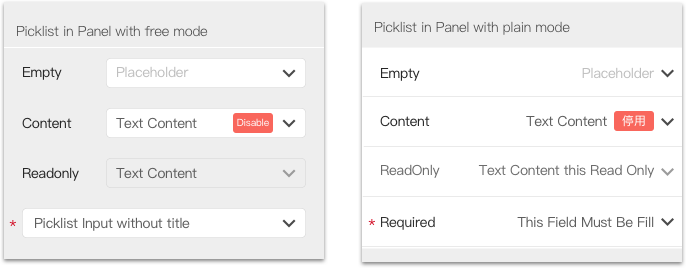 Picklist in Panel with free mode
Empty Placeholder
Content Text Content Disable
Readonly Text Content
* Picklist Input without title
Picklist in Panel with plain mode
Empty Placeholder
Content Text Content 停用
ReadOnly Text Content this Read Only
* Required This Field Must Be Fill